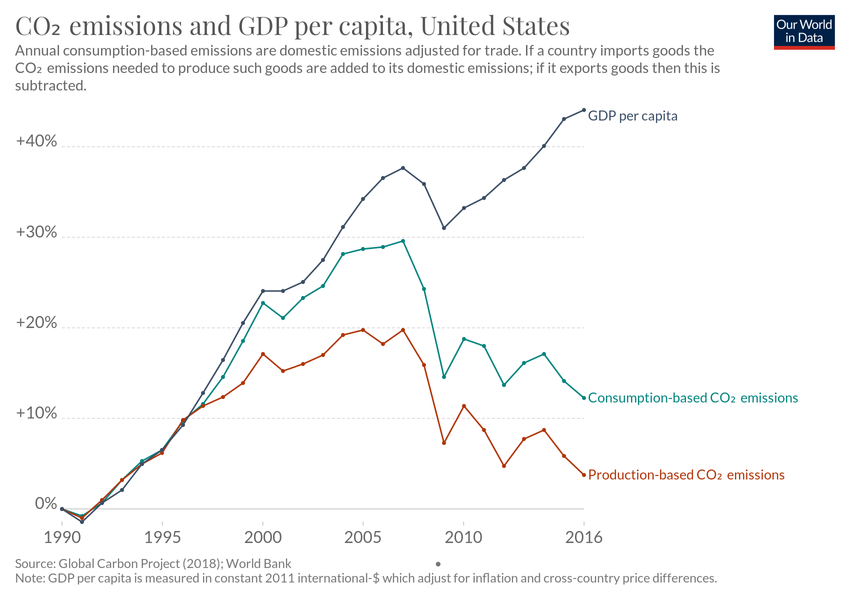 CO₂ emissions and GDP per capita, United States
Our World
in Data
Annual consumption-based emissions are domestic emissions adjusted for trade. If a country imports goods the
CO₂ emissions needed to produce such goods are added to its domestic emissions; if it exports goods then this is
subtracted.
GDP per capita
+40%
+30%
+20%
+10%
0%
Consumption-based CO₂ emissions
Production-based CO₂ emissions
1990 1995 2000 2005 2010 2016
Source: Global Carbon Project (2018); World Bank
Note: GDP per capita is measured in constant 2011 international-$ which adjust for inflation and cross-country price differences.